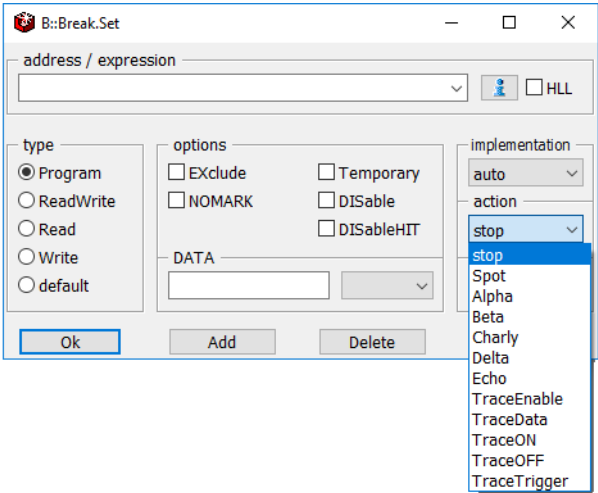 B::Break.Set
address / expression
HLL
type
Program
ReadWrite
Read
Write
default
options
EXclude
Temporary
NOMARK
DISable
DISableHIT
DATA
implementation
auto
action
stop
stop
Spot
Alpha
Beta
Charly
Delta
Echo
TraceEnable
TraceData
TraceON
TraceOFF
TraceTrigger
Ok
Add
Delete